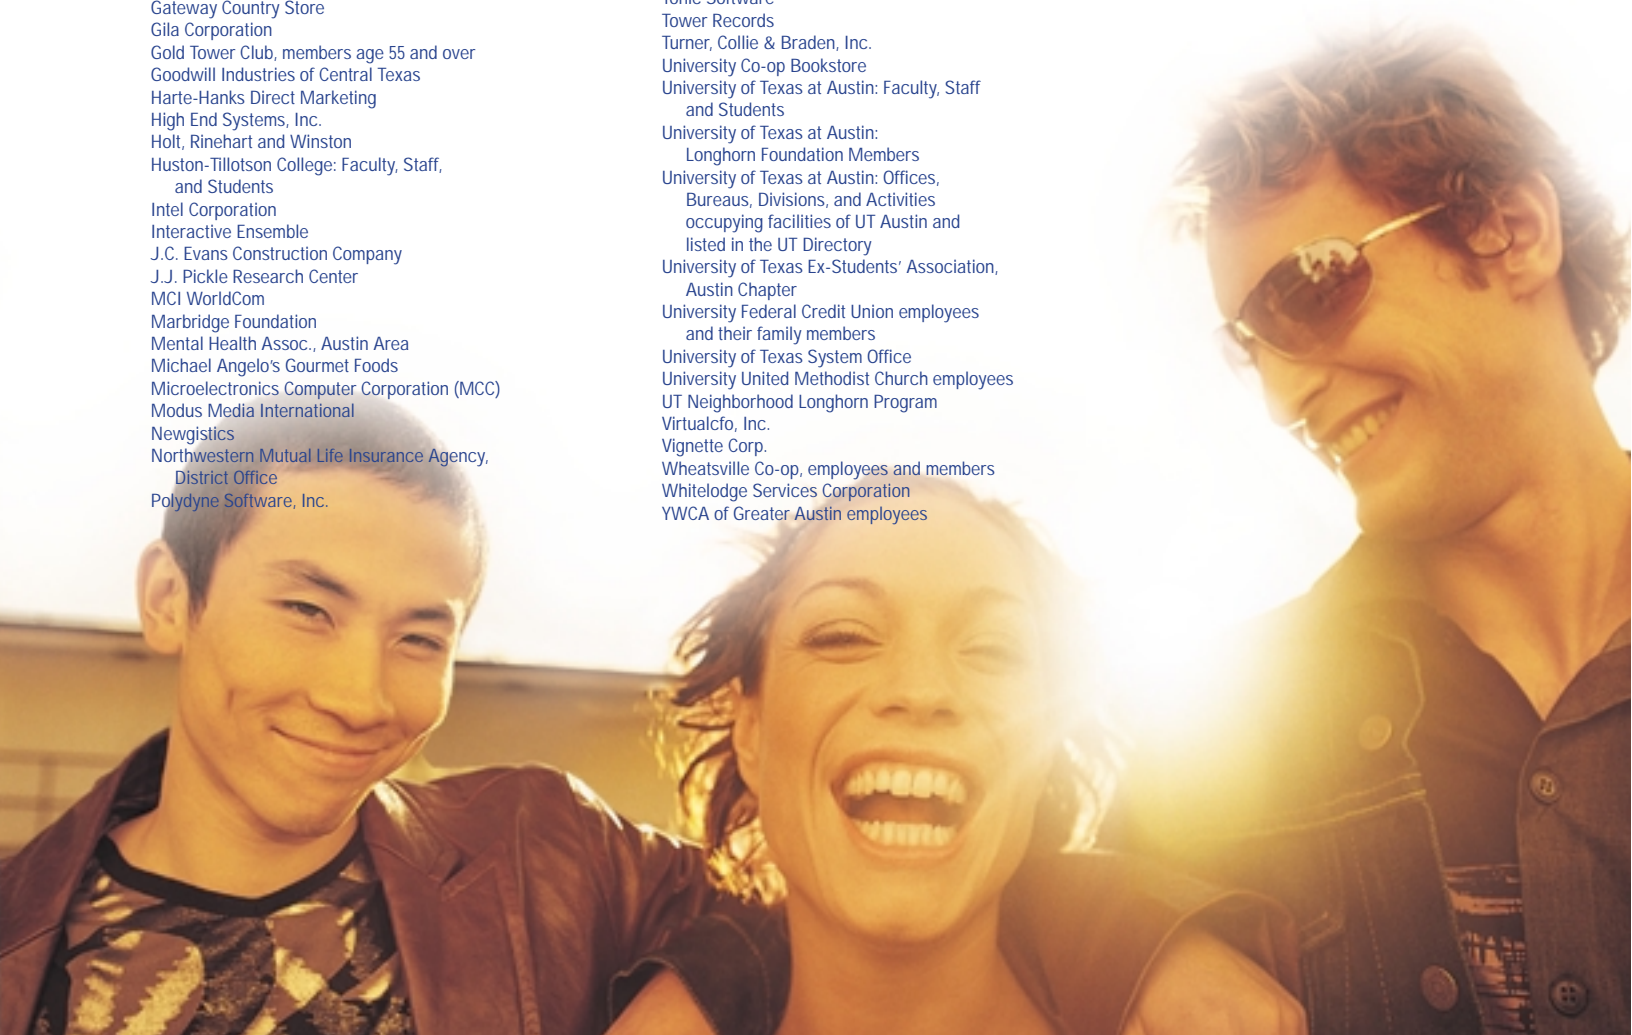 Gateway Country Store
Gila Corporation
Gold Tower Club, members age 55 and over
Goodwill Industries of Central Texas
Harte-Hanks Direct Marketing
High End Systems, Inc.
Holt, Rinehart and Winston
Huston-Tillotson College: Faculty, Staff,
and Students
Intel Corporation
Interactive Ensemble
J.C. Evans Construction Company
J.J. Pickle Research Center
MCI WorldCom
Marbridge Foundation
Mental Health Assoc., Austin Area
Michael Angelo's Gourmet Foods
Microelectronics Computer Corporation (MCC)
Modus Media International
Newgistics
Northwestern Mutual Life Insurance Agency,
District Office
Polydyne Software, Inc.
Tonic Software
Tower Records
Turner, Collie & Braden, Inc.
University Co-op Bookstore
University of Texas at Austin: Faculty, Staff
and Students
University of Texas at Austin:
Longhorn Foundation Members
University of Texas at Austin: Offices,
Bureaus, Divisions, and Activities
occupying facilities of UT Austin and
listed in the UT Directory
University of Texas Ex-Students' Association,
Austin Chapter
University Federal Credit Union employees
and their family members
University of Texas System Office
University United Methodist Church employees
UT Neighborhood Longhorn Program
Virtualcfo, Inc.
Vignette Corp.
Wheatsville Co-op, employees and members
Whitelodge Services Corporation
YWCA of Greater Austin employees